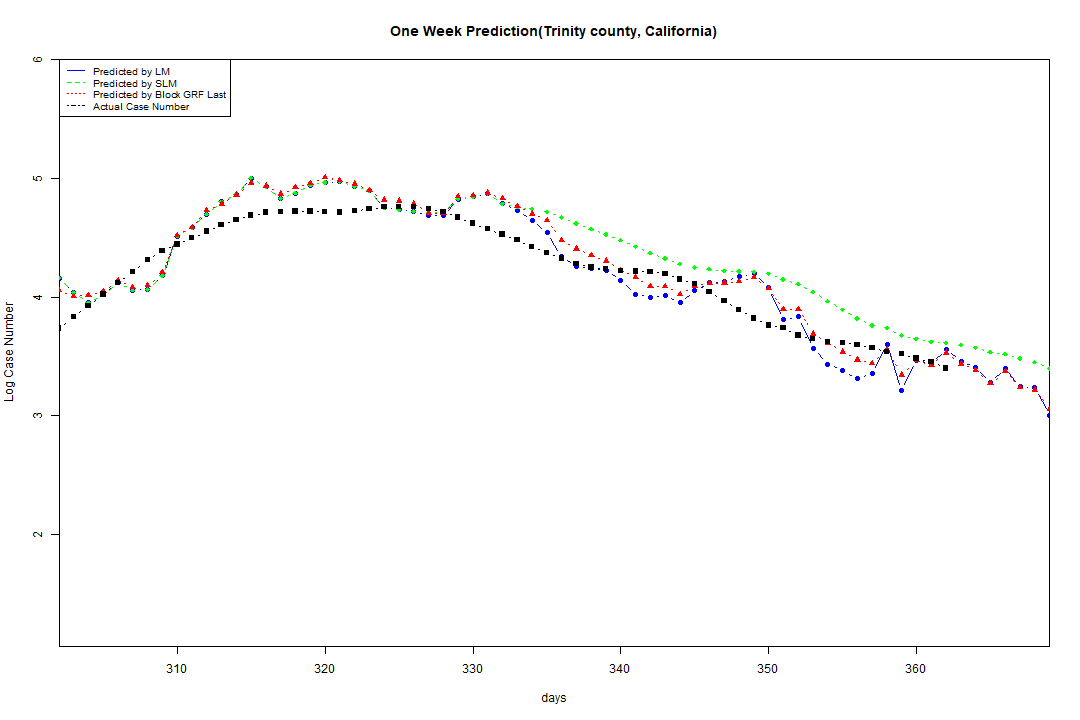 One Week Prediction(Trinity county, California)
Predicted by LM
Predicted by SLM
Predicted by Block GRF Last
Actual Case Number
6
5
4
3
2
Log Case Number
310 320 330 340 350 360
days